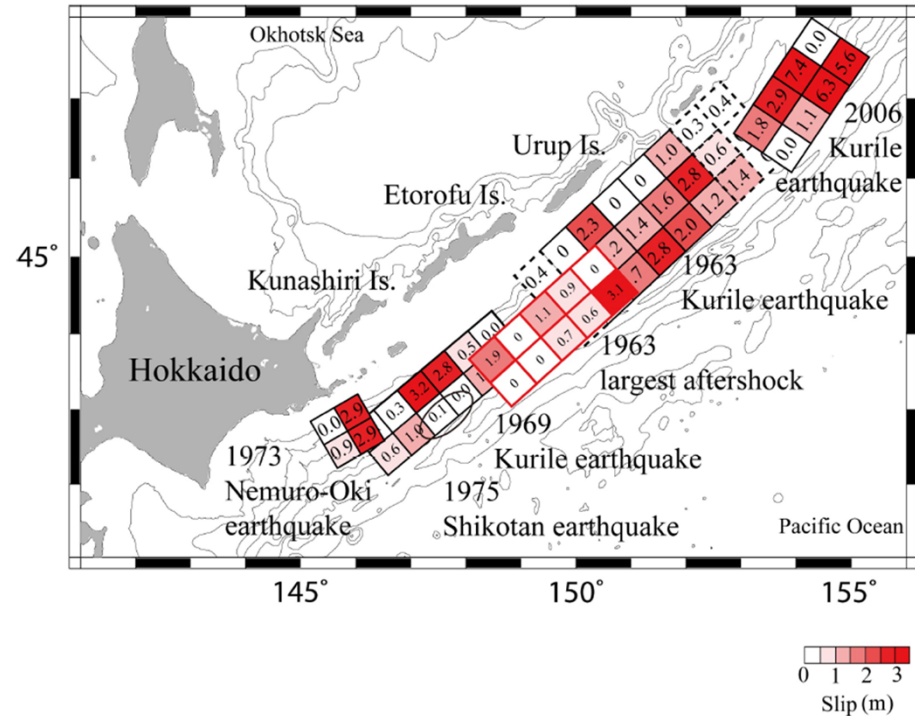 Okhotsk Sea
Urup Is.
Etorofu Is.
Kunashiri Is.
Hokkaido
45°
0.0
7.4 5.6
2.9 6.3
1.8 1.1
0.0
2006
Kurile
earthquake
0.4
0.3
1.0 0.6
0 2.8 1.4
0 1.6 1.2
2.3 1.4 2.0
0 .2 2.8
0.4 .7
1963
Kurile earthquake
0 3.1
0.9 0.6
1.1 0.7
0 0
1.9 0
1963
largest aftershock
1969
Kurile earthquake
0.0
0.5
2.8 0.0
3.2 0.1
0.3 1.0
0.6
1975
Shikotan earthquake
2.9
0.0 2.9
0.9
1973
Nemuro-Oki
earthquake
Pacific Ocean
145° 150° 155°
0 1 2 3
Slip (m)